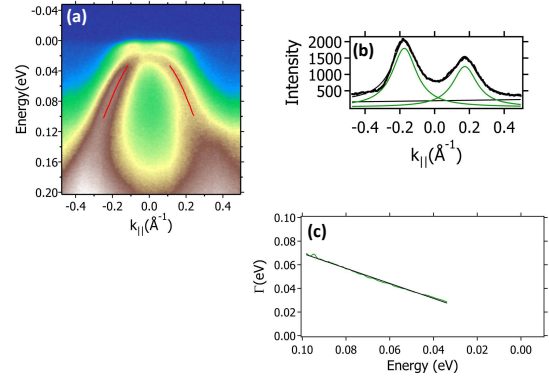 (a)
-0.04
0.00
0.04
0.08
0.12
0.16
0.20
Energy(eV)
-0.4 -0.2 0.0 0.2 0.4
k||(Å-1)
(b)
2000
1500
1000
500
Intensity
-0.4 -0.2 0.0 0.2 0.4
k||(Å-1)
(c)
0.10
0.08
0.06
0.04
0.02
0.00
Γ(eV)
0.10 0.08 0.06 0.04 0.02 0.00
Energy (eV)